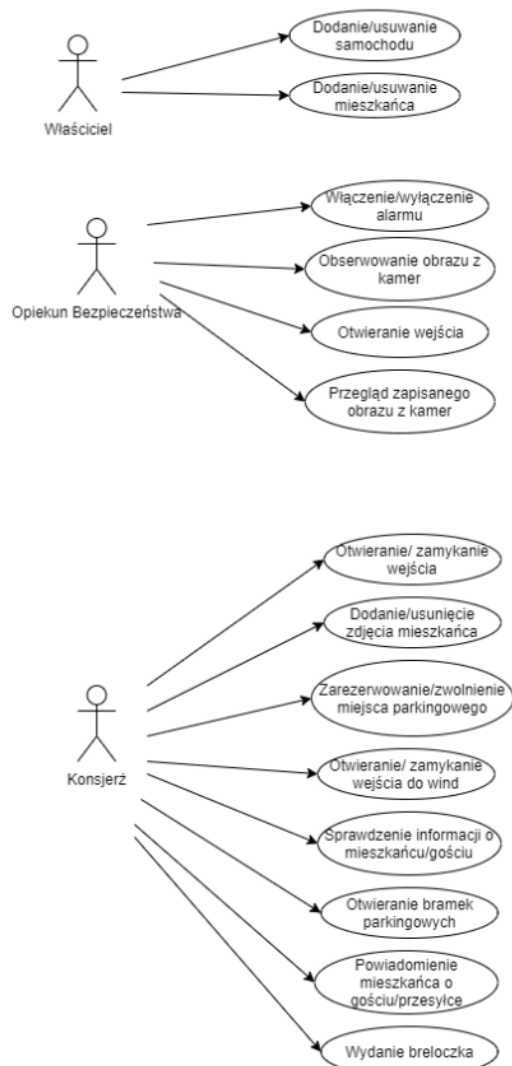 Dodanie/usuwanie
samochodu
Dodanie/usuwanie
mieszkańca
Właściciel
Włączenie/wyłączenie
alarmu
Obserwowanie obrazu z
kamer
Opiekun Bezpieczeństwa
Otwieranie wejścia
Przegląd zapisanego
obrazu z kamer
Otwieranie/ zamykanie
wejścia
Dodanie/usunięcie
zdjęcia mieszkańca
Zarezerwowanie/zwolnienie
miejsca parkingowego
Konsjerż
Otwieranie/ zamykanie
wejścia do wind
Sprawdzenie informacji o
mieszkańcu/gościu
Otwieranie bramek
parkingowych
Powiadomienie
mieszkańca o
gościu/przesyłce
Wydanie breloczka